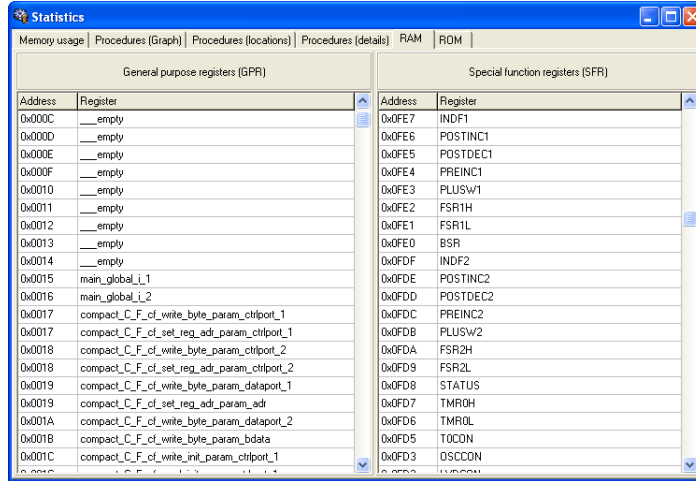 Statistics
Memory usage Procedures (Graph) Procedures (locations) Procedures (details) RAM ROM
General purpose registers (GPR) Special function registers (SFR)
Address Register Address Register
0x000C ___empty 0x0FE7 INDF1
0x000D ___empty 0x0FE6 POSTINC1
0x000E ___empty 0x0FE5 POSTDEC1
0x000F ___empty 0x0FE4 PREINC1
0x0010 ___empty 0x0FE3 PLUSW1
0x0011 ___empty 0x0FE2 FSR1H
0x0012 ___empty 0x0FE1 FSR1L
0x0013 ___empty 0x0FE0 BSR
0x0014 ___empty 0x0FDF INDF2
0x0015 main_global_i_1 0x0FDE POSTINC2
0x0016 main_global_i_2 0x0FDD POSTDEC2
0x0017 compact_C_F_cf_write_byte_param_ctrlport_1 0x0FDC PREINC2
0x0017 compact_C_F_cf_set_reg_adr_param_ctrlport_1 0x0FDB PLUSW2
0x0018 compact_C_F_cf_write_byte_param_ctrlport_2 0x0FDA FSR2H
0x0018 compact_C_F_cf_set_reg_adr_param_ctrlport_2 0x0FD9 FSR2L
0x0019 compact_C_F_cf_write_byte_param_dataport_1 0x0FD8 STATUS
0x0019 compact_C_F_cf_set_reg_adr_param_adr 0x0FD7 TMR0H
0x001A compact_C_F_cf_write_byte_param_dataport_2 0x0FD6 TMR0L
0x001B compact_C_F_cf_write_byte_param_bdata 0x0FD5 T0CON
0x001C compact_C_F_cf_write_init_param_ctrlport_1 0x0FD3 OSCCON